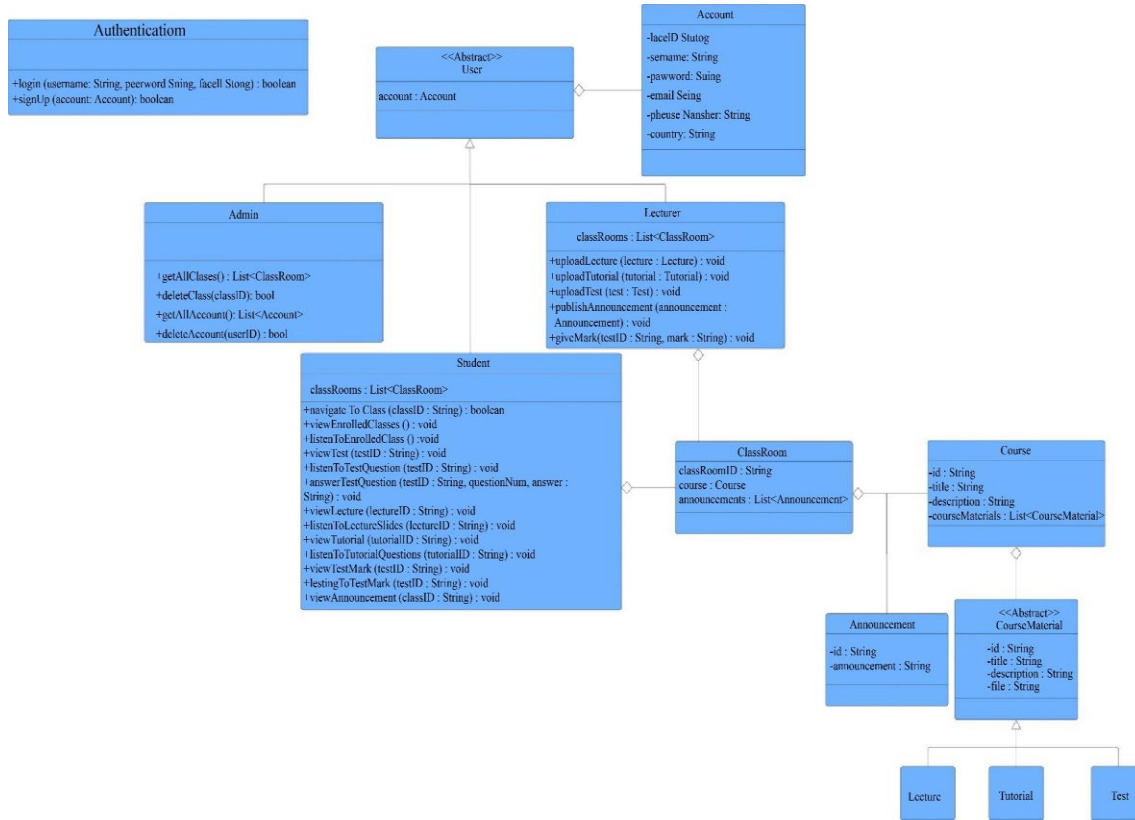 Authenticatiom
+login (username: String, peerword Sning, facell Stong) : boolean
+signUp (account: Account): boolean
<<Abstract>>
User
account : Account
Account
-laceID Stutog
-semame: String
-pawword: Suing
-email Seing
-pheuse Nansher: String
-country: String
Admin
+getAllClases() : List<ClassRoom>
+deleteClass(classID): bool
+getAllAccount(): List<Account>
+deleteAccount(userID) : bool
Lecturer
classRooms : List<ClassRoom>
+uploadLecture (lecture : Lecture) : void
+uploadTutorial (tutorial : Tutorial) : void
+uploadTest (test : Test) : void
+publishAnnouncement (announcement :
Announcement) : void
+giveMark(testID : String, mark : String) : void
Student
classRooms : List<ClassRoom>
+navigate To Class (classID : String) : boolean
+viewEnrolledClasses () : void
+listenToEnrolledClass () :void
+viewTest (testID : String) : void
+listenToTestQuestion (testID : String) : void
+answerTestQuestion (testID : String, questionNum, answer :
String) : void
+viewLecture (lectureID : String) : void
+listenToLectureSlides (lectureID : String) : void
+viewTutorial (tutorialID : String) : void
+listenToTutorialQuestions (tutorialID : String) : void
+viewTestMark (testID : String) : void
+lestingToTestMark (testID : String) : void
+viewAnnouncement (classID : String) : void
ClassRoom
classRoomID : String
course : Course
announcements : List<Announcement>
Course
-id : String
-title : String
-description : String
-courseMaterials : List<CourseMaterial>
Announcement
-id : String
-announcement : String
<<Abstract>>
CourseMaterial
-id : String
-title : String
-description : String
-file : String
Lecture
Tutorial
Test